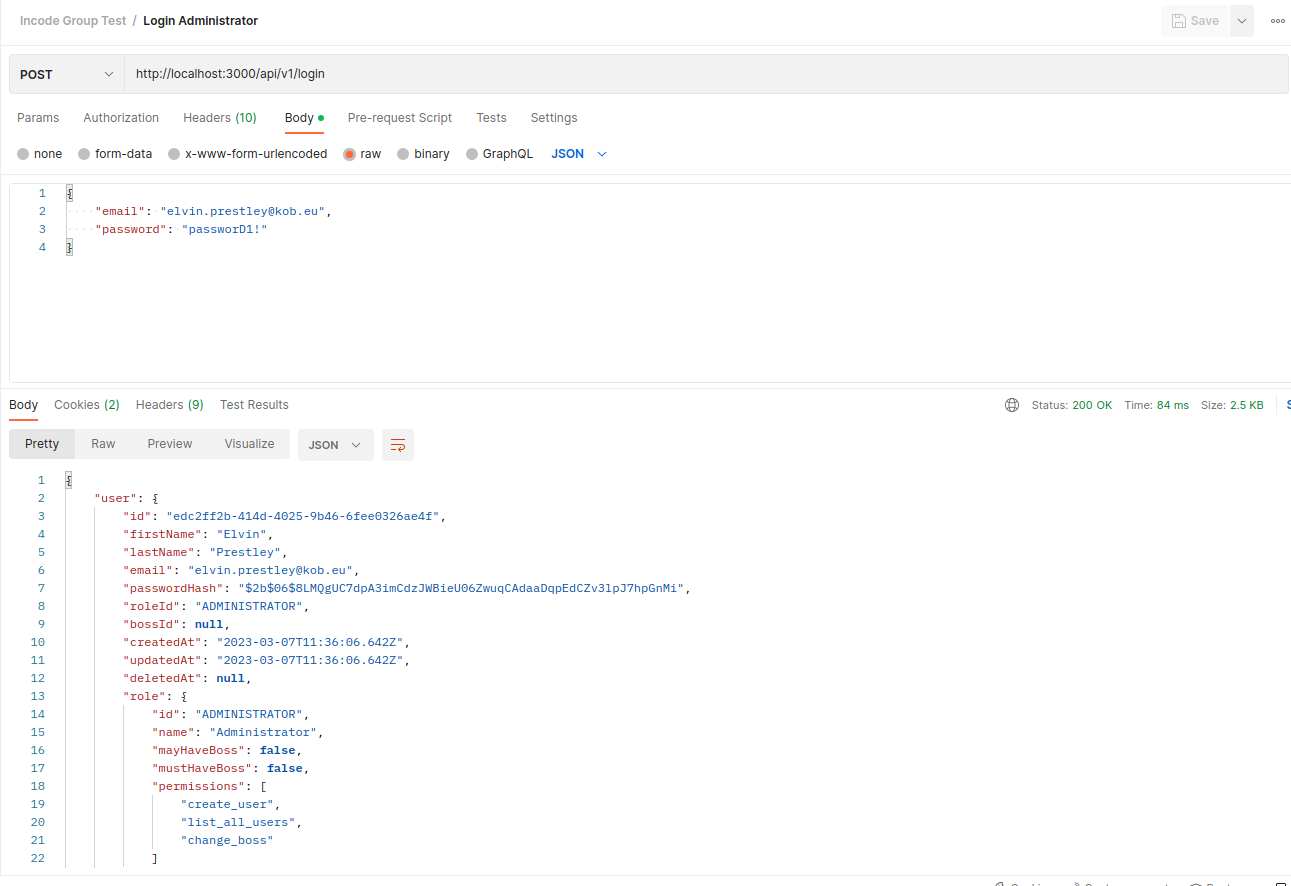 Incode Group Test / Login Administrator
Save
POST
http://localhost:3000/api/v1/login
Params Authorization Headers (10) Body Pre-request Script Tests Settings
none form-data x-www-form-urlencoded raw binary GraphQL JSON
1 {
2 "email": "elvin.prestley@kob.eu",
3 "password": "passworD1!"
4 }
Body Cookies (2) Headers (9) Test Results
Status: 200 OK Time: 84 ms Size: 2.5 KB
Pretty Raw Preview Visualize JSON
1 {
2 "user": {
3 "id": "edc2ff2b-414d-4025-9b46-6fee0326ae4f",
4 "firstName": "Elvin",
5 "lastName": "Prestley",
6 "email": "elvin.prestley@kob.eu",
7 "passwordHash": "$2b$06$8LMQgUC7dpA3imCdzJWBieU06ZwuqCAdaaDqpEdCZv3lpJ7hpGnMi",
8 "roleId": "ADMINISTRATOR",
9 "bossId": null,
10 "createdAt": "2023-03-07T11:36:06.642Z",
11 "updatedAt": "2023-03-07T11:36:06.642Z",
12 "deletedAt": null,
13 "role": {
14 "id": "ADMINISTRATOR",
15 "name": "Administrator",
16 "mayHaveBoss": false,
17 "mustHaveBoss": false,
18 "permissions": [
19 "create_user",
20 "list_all_users",
21 "change_boss"
22 ]